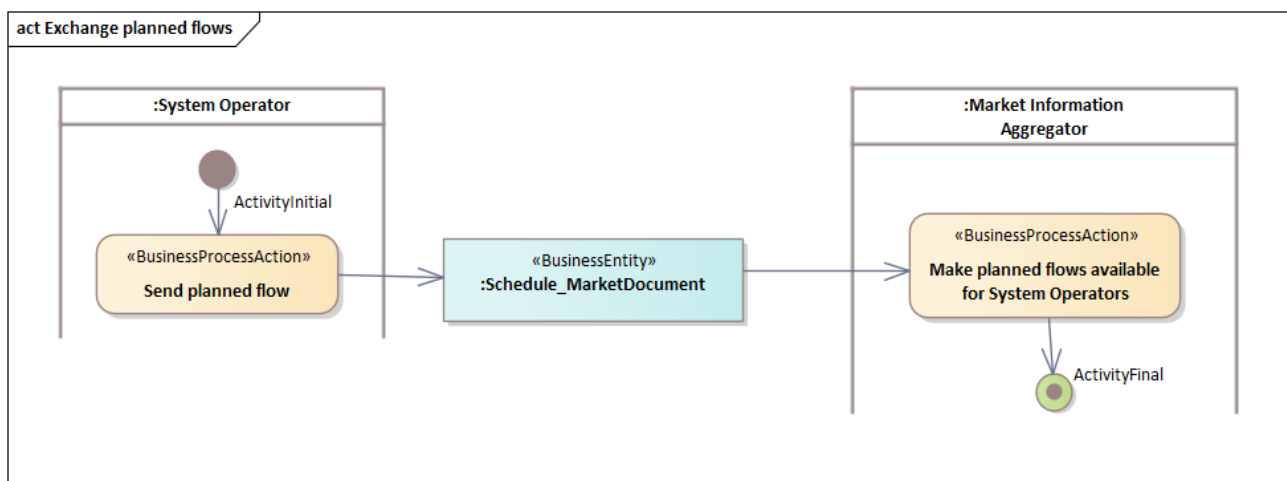 act Exchange planned flows
:System Operator
ActivityInitial
«BusinessProcessAction»
Send planned flow
«BusinessEntity»
:Schedule_MarketDocument
:Market Information
Aggregator
«BusinessProcessAction»
Make planned flows available
for System Operators
ActivityFinal